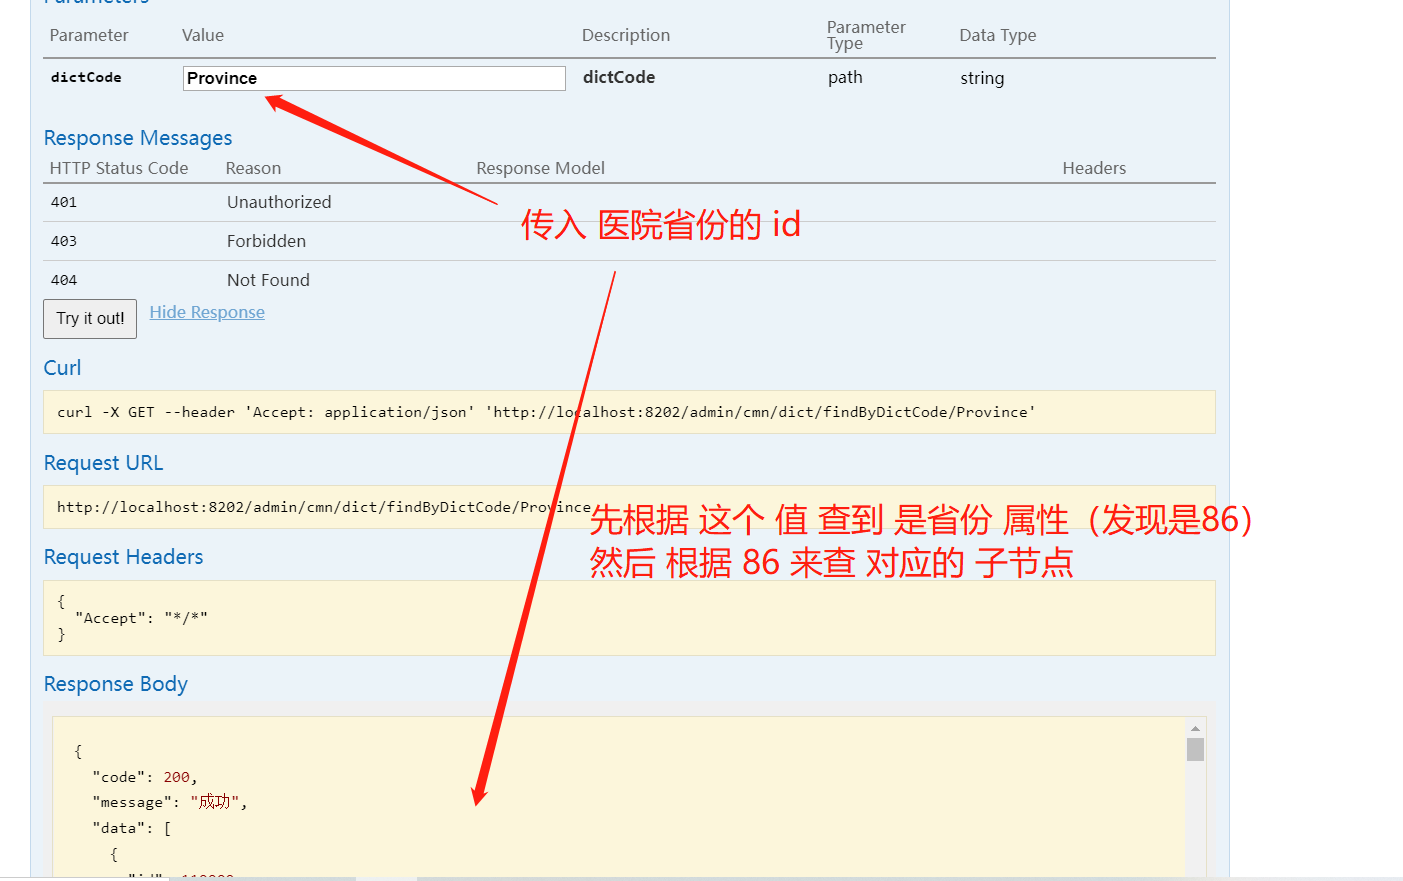 Parameters
Parameter Value Description Parameter Type Data Type
dictCode Province dictCode path string
Response Messages
HTTP Status Code Reason Response Model Headers
401 Unauthorized
传入 医院省份的 id
403 Forbidden
404 Not Found
Try it out! Hide Response
Curl
curl -X GET --header 'Accept: application/json' 'http://localhost:8202/admin/cmn/dict/findByDictCode/Province'
Request URL
http://localhost:8202/admin/cmn/dict/findByDictCode/Province
先根据 这个 值 查到 是省份 属性（发现是86）
然后 根据 86 来查 对应的 子节点
Request Headers
{
"Accept": "*/*"
}
Response Body
{
"code": 200,
"message": "成功",
"data": [
{